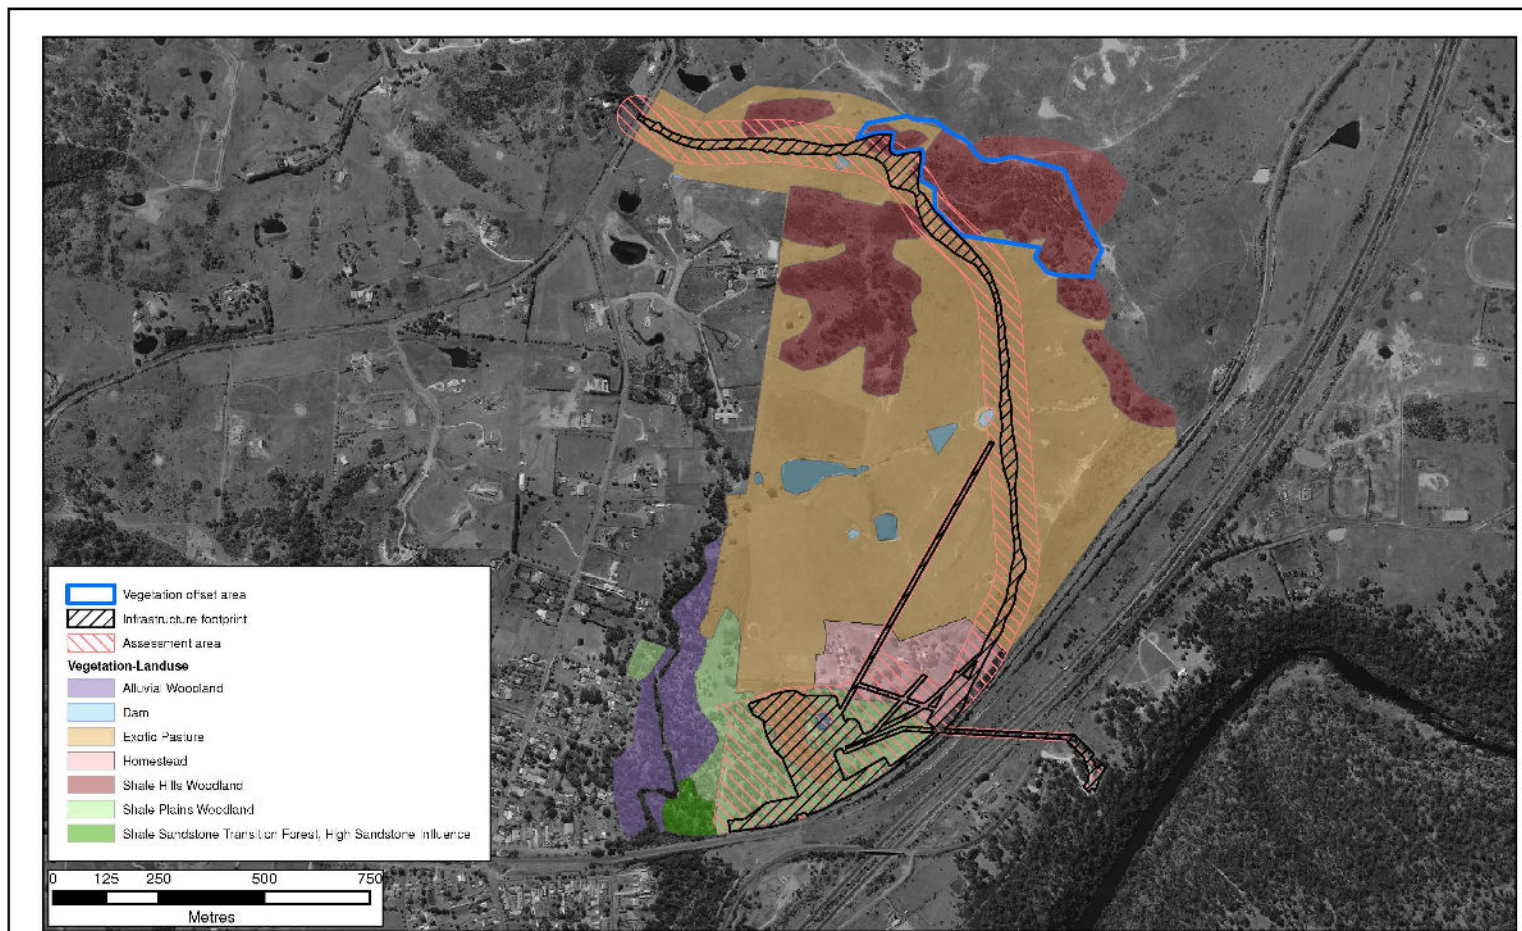 Vegetation offset area
Infrastructure footprint
Assessment area
Vegetation-Landuse
Alluvial Woodland
Dam
Exotic Pasture
Homestead
Shale Hills Woodland
Shale Plains Woodland
Shale Sandstone Transition Forest, High Sandstone Influence
0 125 250 500 750
Metres